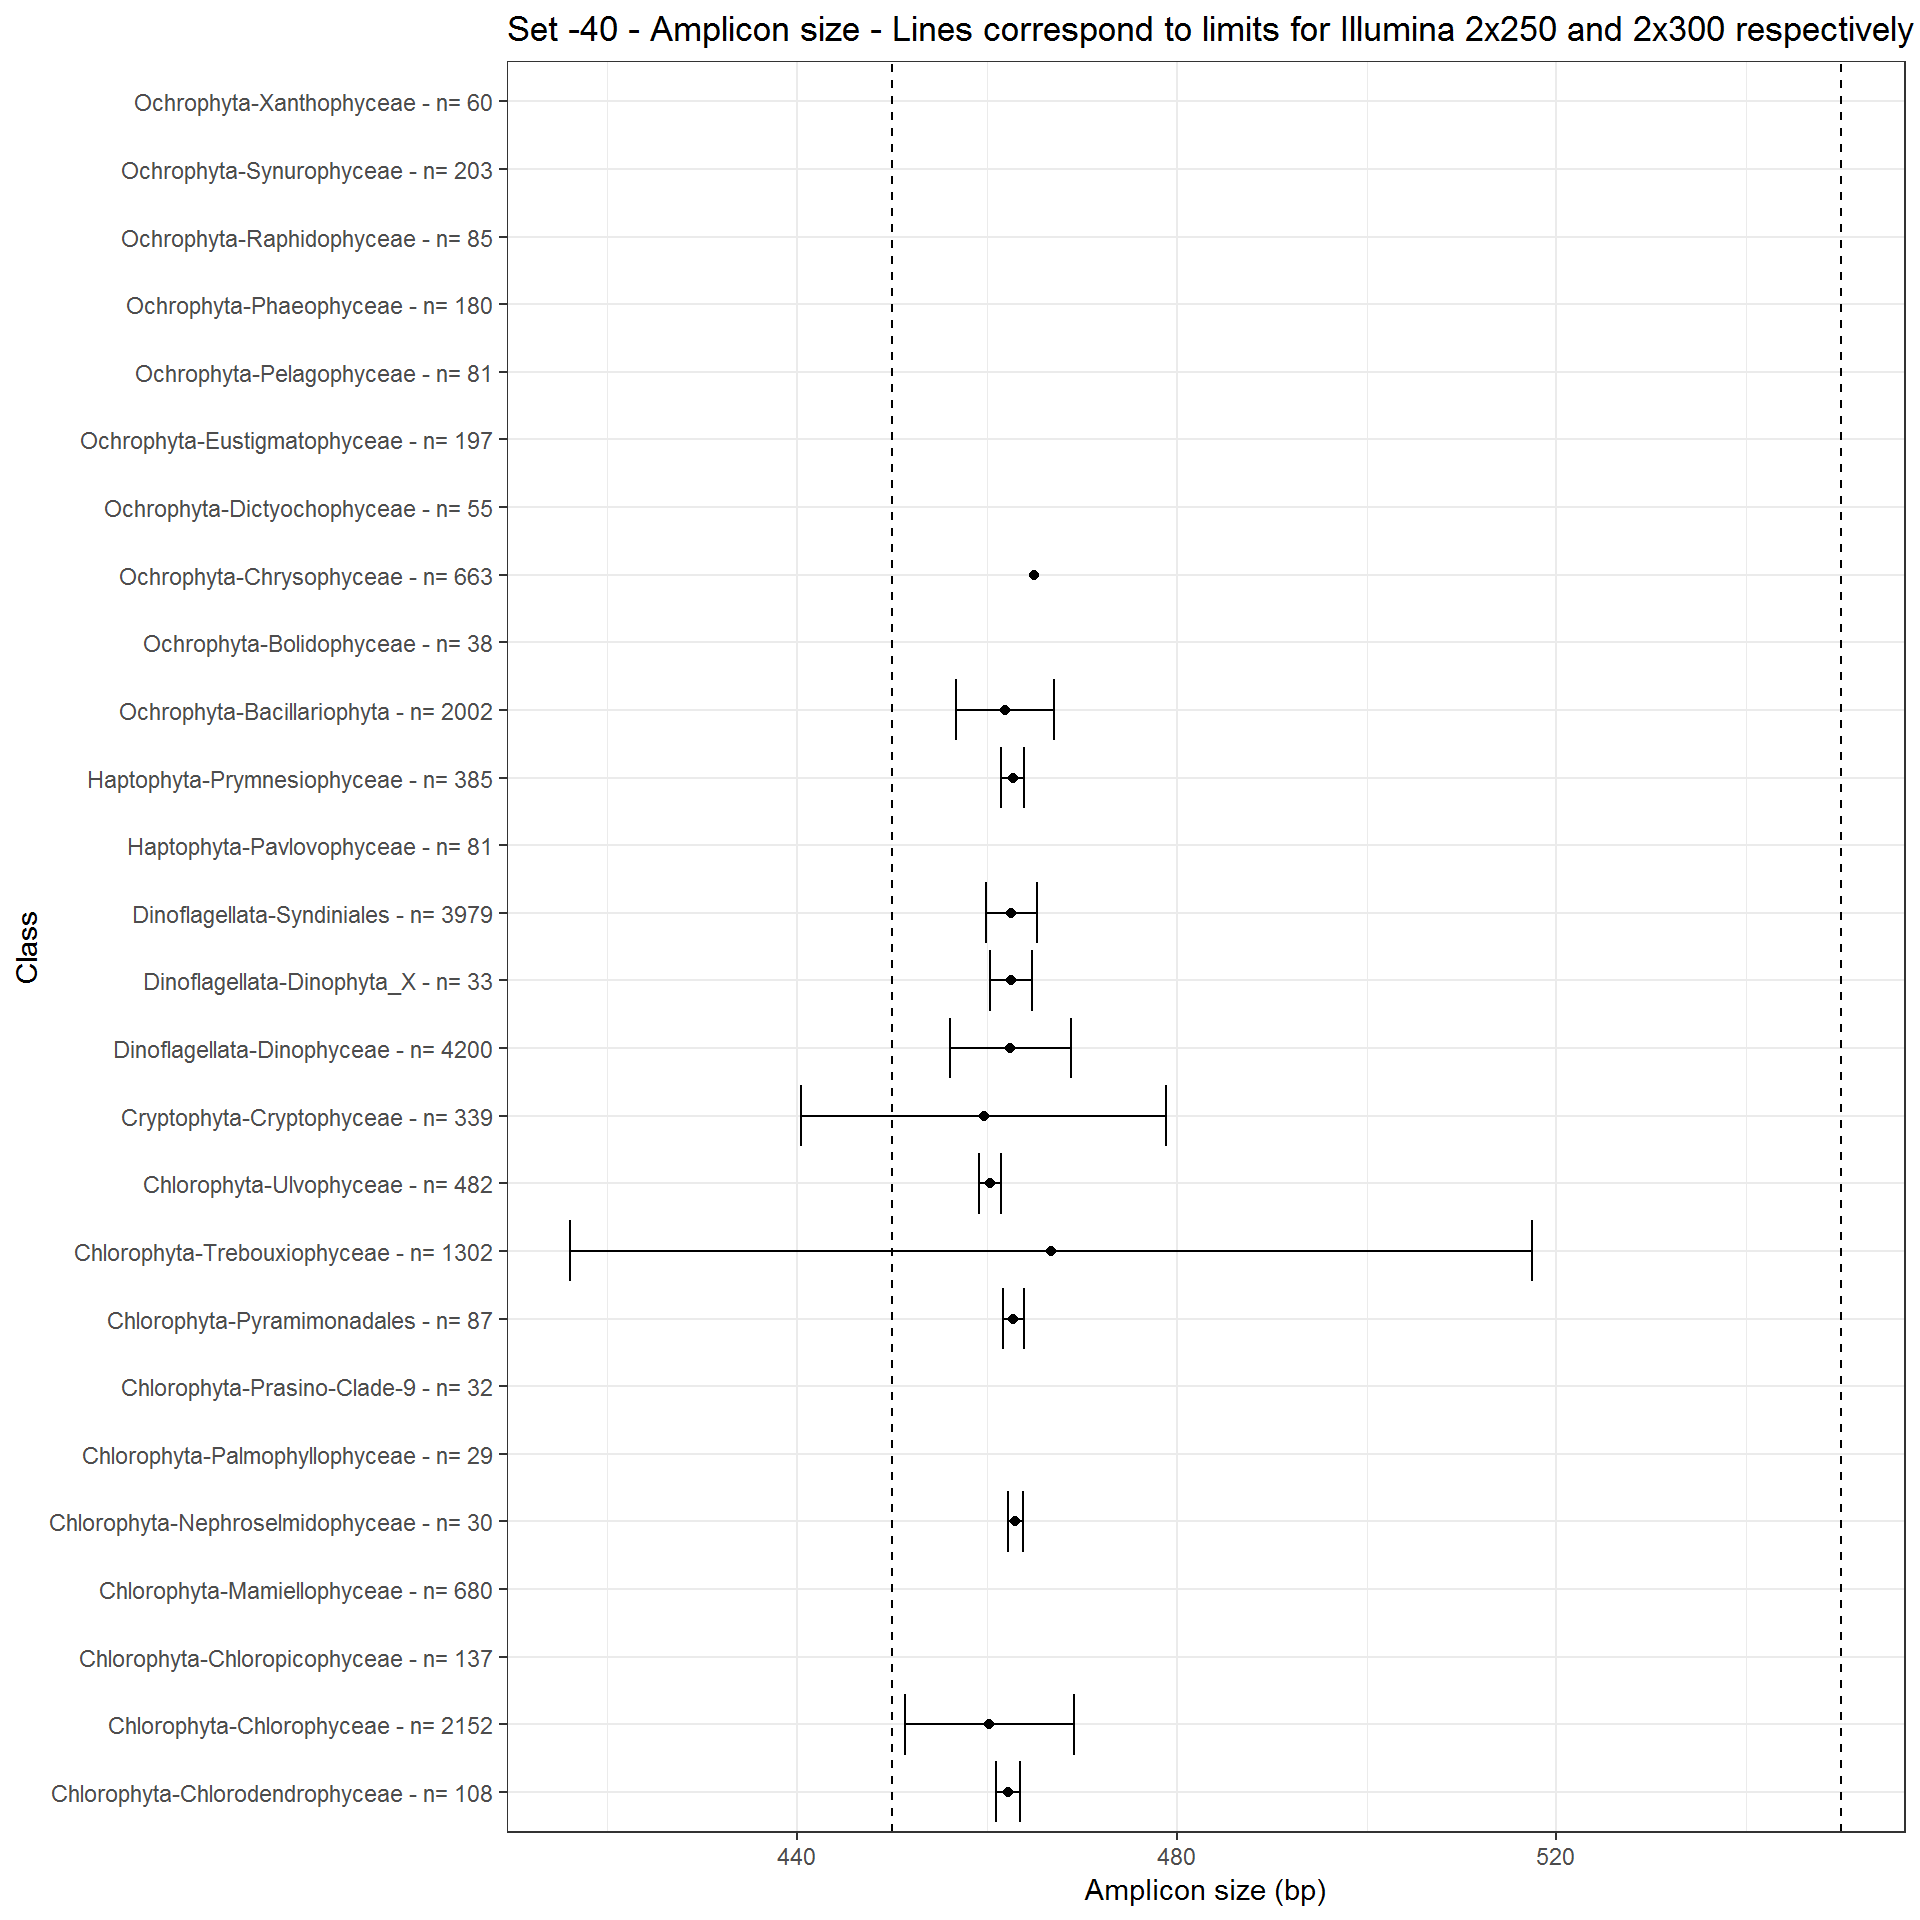 Set -40 - Amplicon size - Lines correspond to limits for Illumina 2x250 and 2x300 respectively
Ochrophyta-Xanthophyceae - n= 60
Ochrophyta-Synurophyceae - n= 203
Ochrophyta-Raphidophyceae - n= 85
Ochrophyta-Phaeophyceae - n= 180
Ochrophyta-Pelagophyceae - n= 81
Ochrophyta-Eustigmatophyceae - n= 197
Ochrophyta-Dictyochophyceae - n= 55
Ochrophyta-Chrysophyceae - n= 663
Ochrophyta-Bolidophyceae - n= 38
Ochrophyta-Bacillariophyta - n= 2002
Haptophyta-Prymnesiophyceae - n= 385
Haptophyta-Pavlovophyceae - n= 81
Dinoflagellata-Syndiniales - n= 3979
Dinoflagellata-Dinophyta_X - n= 33
Dinoflagellata-Dinophyceae - n= 4200
Cryptophyta-Cryptophyceae - n= 339
Chlorophyta-Ulvophyceae - n= 482
Chlorophyta-Trebouxiophyceae - n= 1302
Chlorophyta-Pyramimonadales - n= 87
Chlorophyta-Prasino-Clade-9 - n= 32
Chlorophyta-Palmophyllophyceae - n= 29
Chlorophyta-Nephroselmidophyceae - n= 30
Chlorophyta-Mamiellophyceae - n= 680
Chlorophyta-Chloropicophyceae - n= 137
Chlorophyta-Chlorophyceae - n= 2152
Chlorophyta-Chlorodendrophyceae - n= 108
Class
440
480
520
Amplicon size (bp)